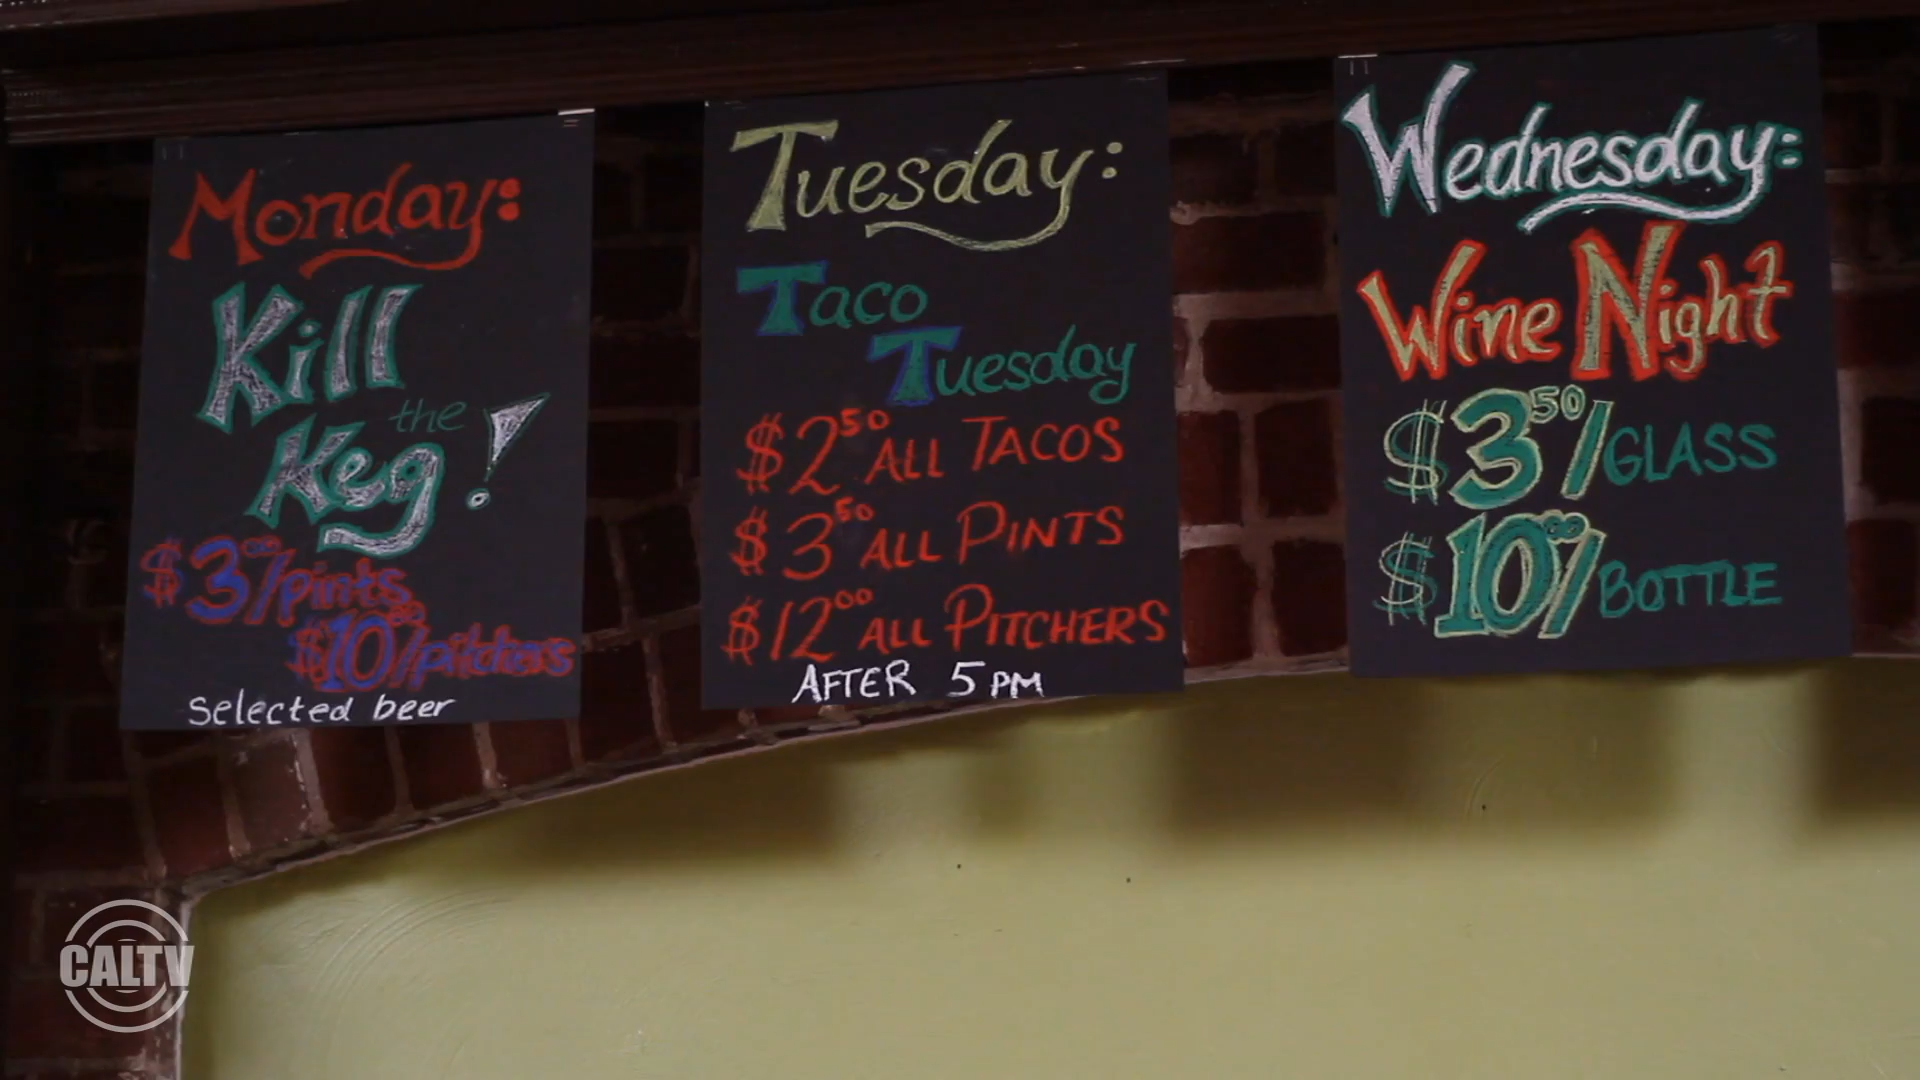 Monday:
Kill
the
Keg!
$3.00/pints
$10.00/pitchers
Selected beer
Tuesday:
Taco
Tuesday
$2.50 ALL TACOS
$3.50 ALL PINTS
$12.00 ALL PITCHERS
AFTER 5 PM
Wednesday:
Wine Night
$3.50/GLASS
$10.00/BOTTLE
CALTV